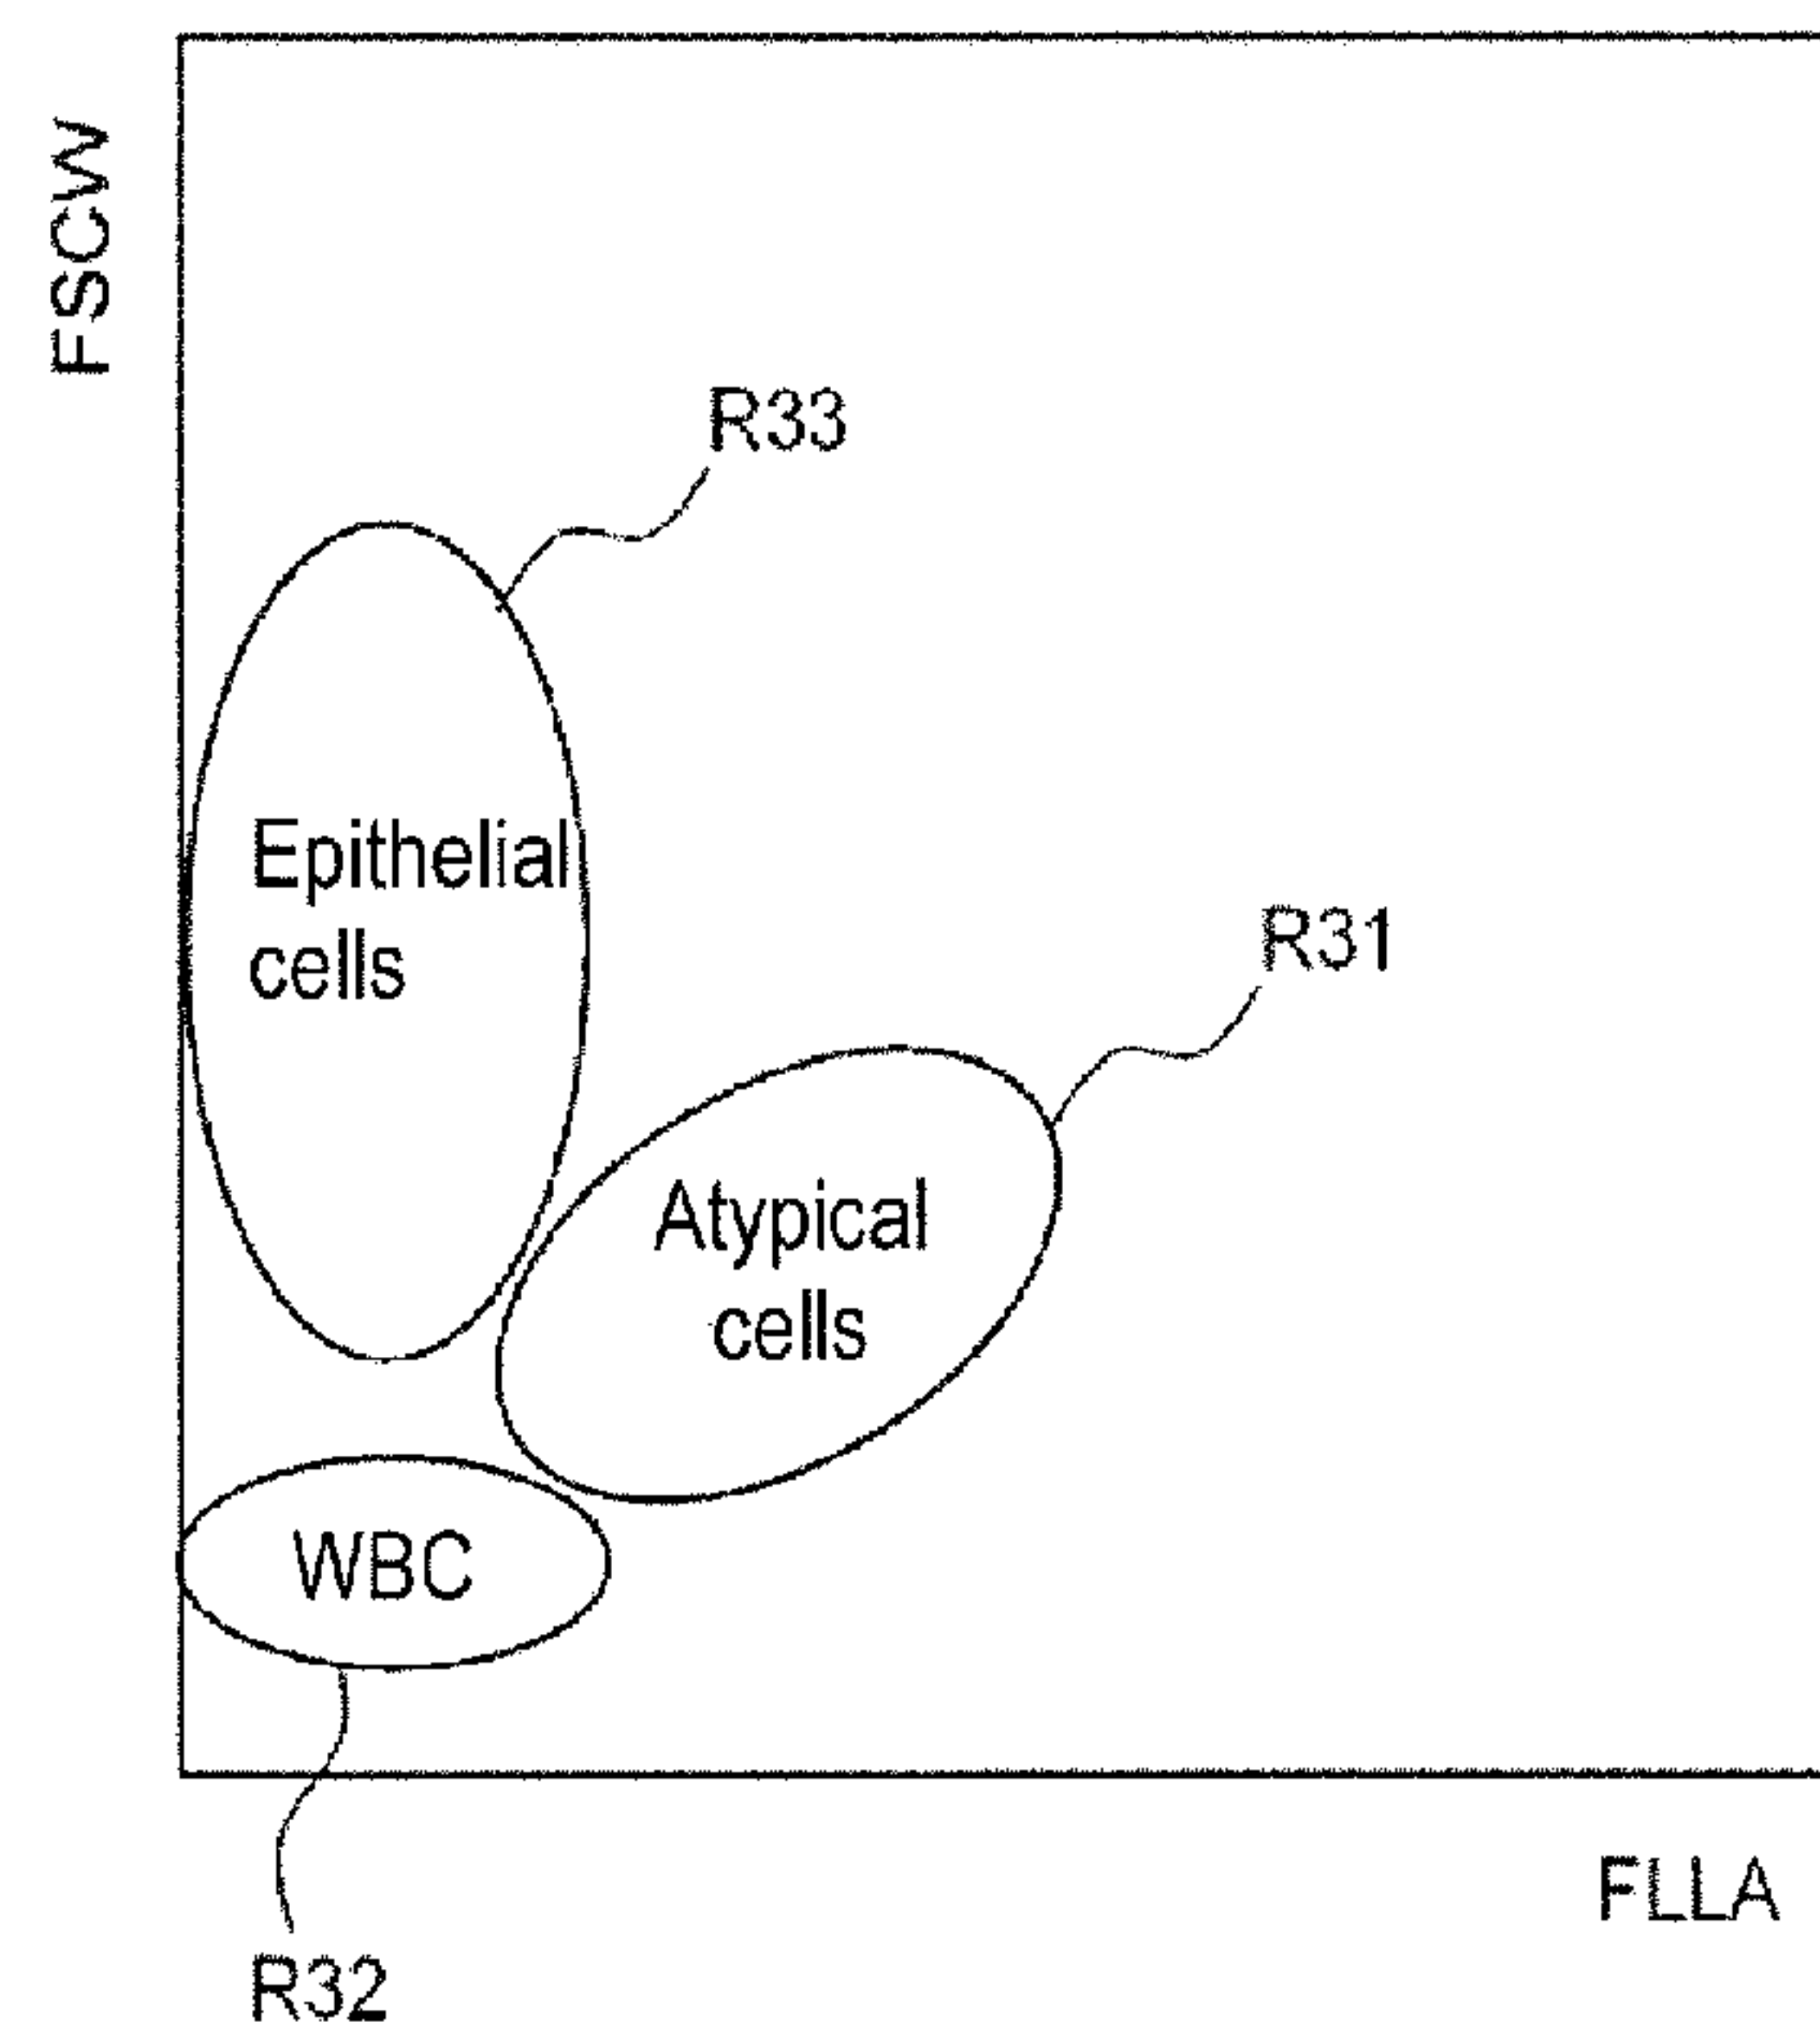 FSCW
R33
Epithelial
cells
R31
Atypical
cells
WBC
FLLA
R32